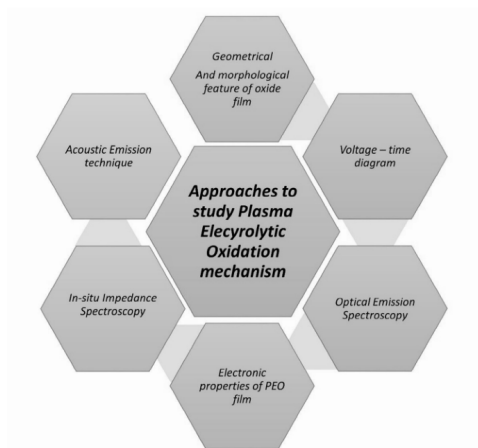 Geometrical
And morphological
feature of oxide
film
Acoustic Emission
technique
Voltage – time
diagram
Approaches to
study Plasma
Elecyrolytic
Oxidation
mechanism
In-situ Impedance
Spectroscopy
Optical Emission
Spectroscopy
Electronic
properties of PEO
film